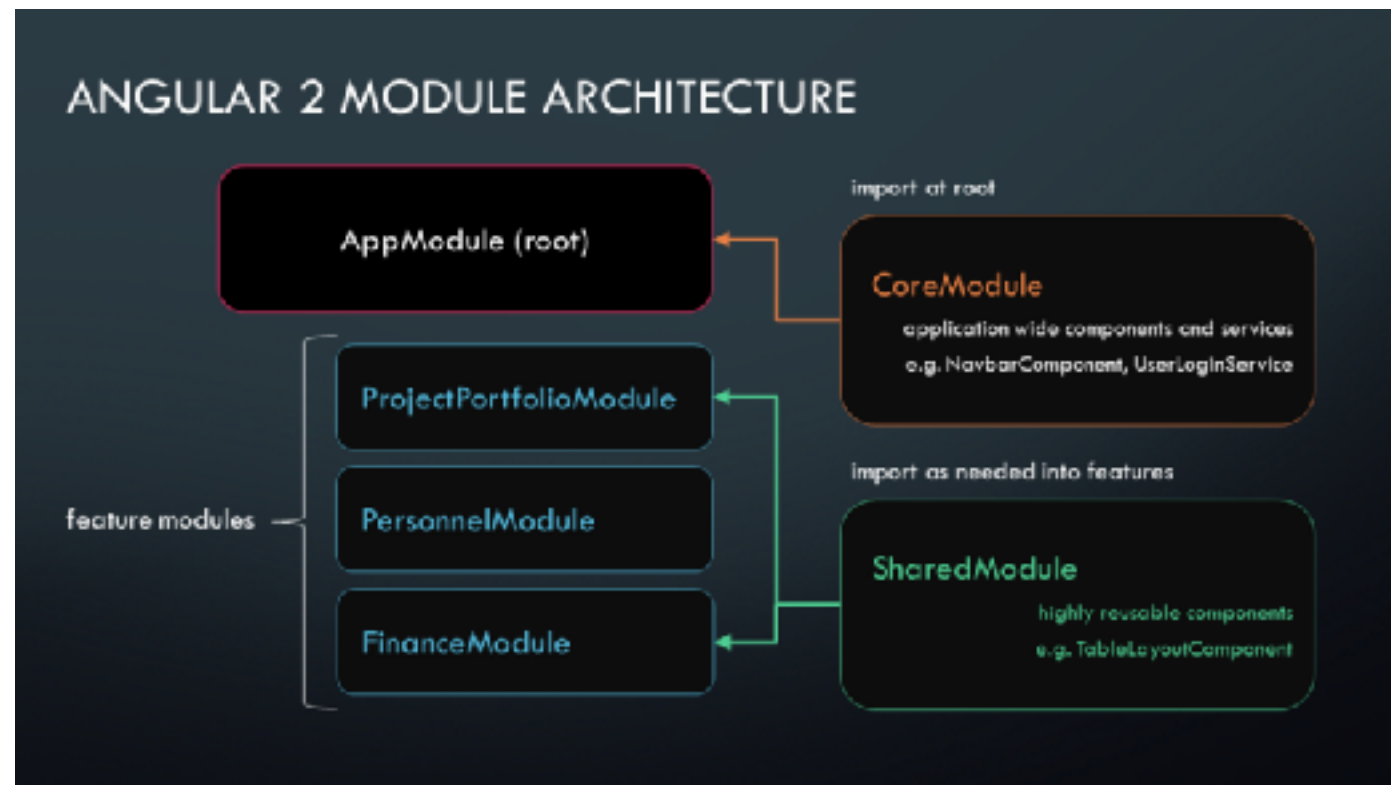 ANGULAR 2 MODULE ARCHITECTURE
AppModule (root)
import at root
CoreModule
application wide components and services
e.g. NavbarComponent, UserLoginService
feature modules
ProjectPortfolioModule
PersonnelModule
FinanceModule
import as needed into features
SharedModule
highly reusable components
e.g. TableLayoutComponent